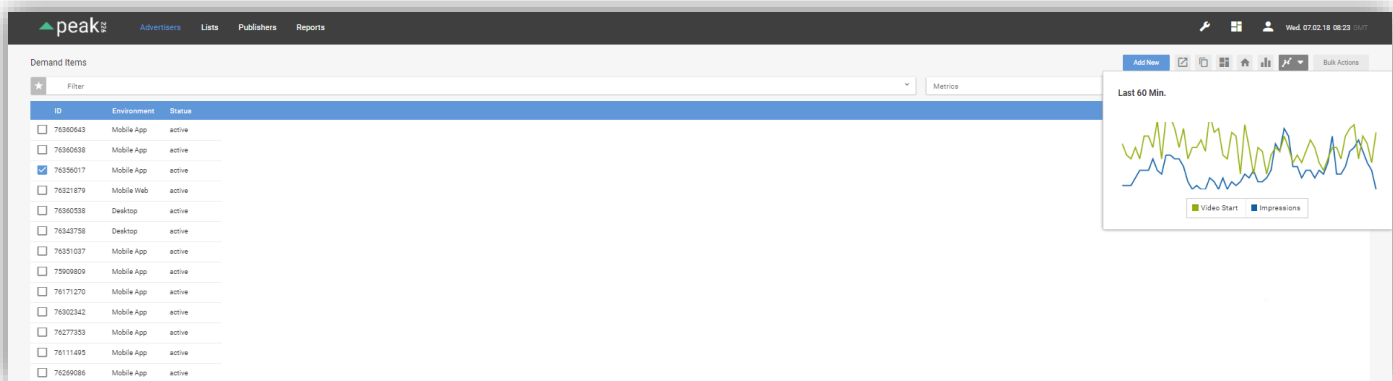 peak226
Advertisers Lists Publishers Reports Wed. 07.02.18 08:23 GMT
Demand Items Add New Bulk Actions
Filter Metrics
Last 60 Min.
ID Environment Status
76360643 Mobile App active
76360638 Mobile App active
76356017 Mobile App active
76321879 Mobile Web active
76360538 Desktop active
Video Start Impressions
76343758 Desktop active
76351037 Mobile App active
75909809 Mobile App active
76171270 Mobile App active
76302342 Mobile App active
76277353 Mobile App active
76111495 Mobile App active
76269086 Mobile App active